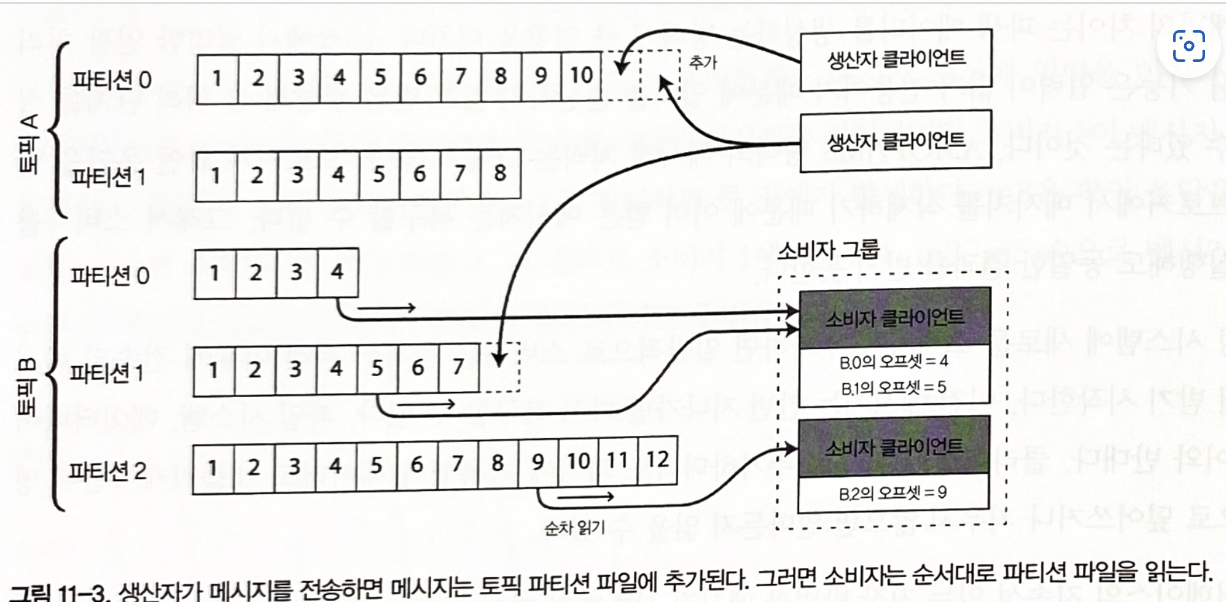 토픽 A
파티션 0
1 2 3 4 5 6 7 8 9 10
추가
생산자 클라이언트
생산자 클라이언트
파티션 1
1 2 3 4 5 6 7 8
토픽 B
파티션 0
1 2 3 4
소비자 그룹
소비자 클라이언트
B.0의 오프셋 = 4
B.1의 오프셋 = 5
파티션 1
1 2 3 4 5 6 7
소비자 클라이언트
B.2의 오프셋 = 9
파티션 2
1 2 3 4 5 6 7 8 9 10 11 12
순차 읽기
그림 11-3. 생산자가 메시지를 전송하면 메시지는 토픽 파티션 파일에 추가된다. 그러면 소비자는 순서대로 파티션 파일을 읽는다.